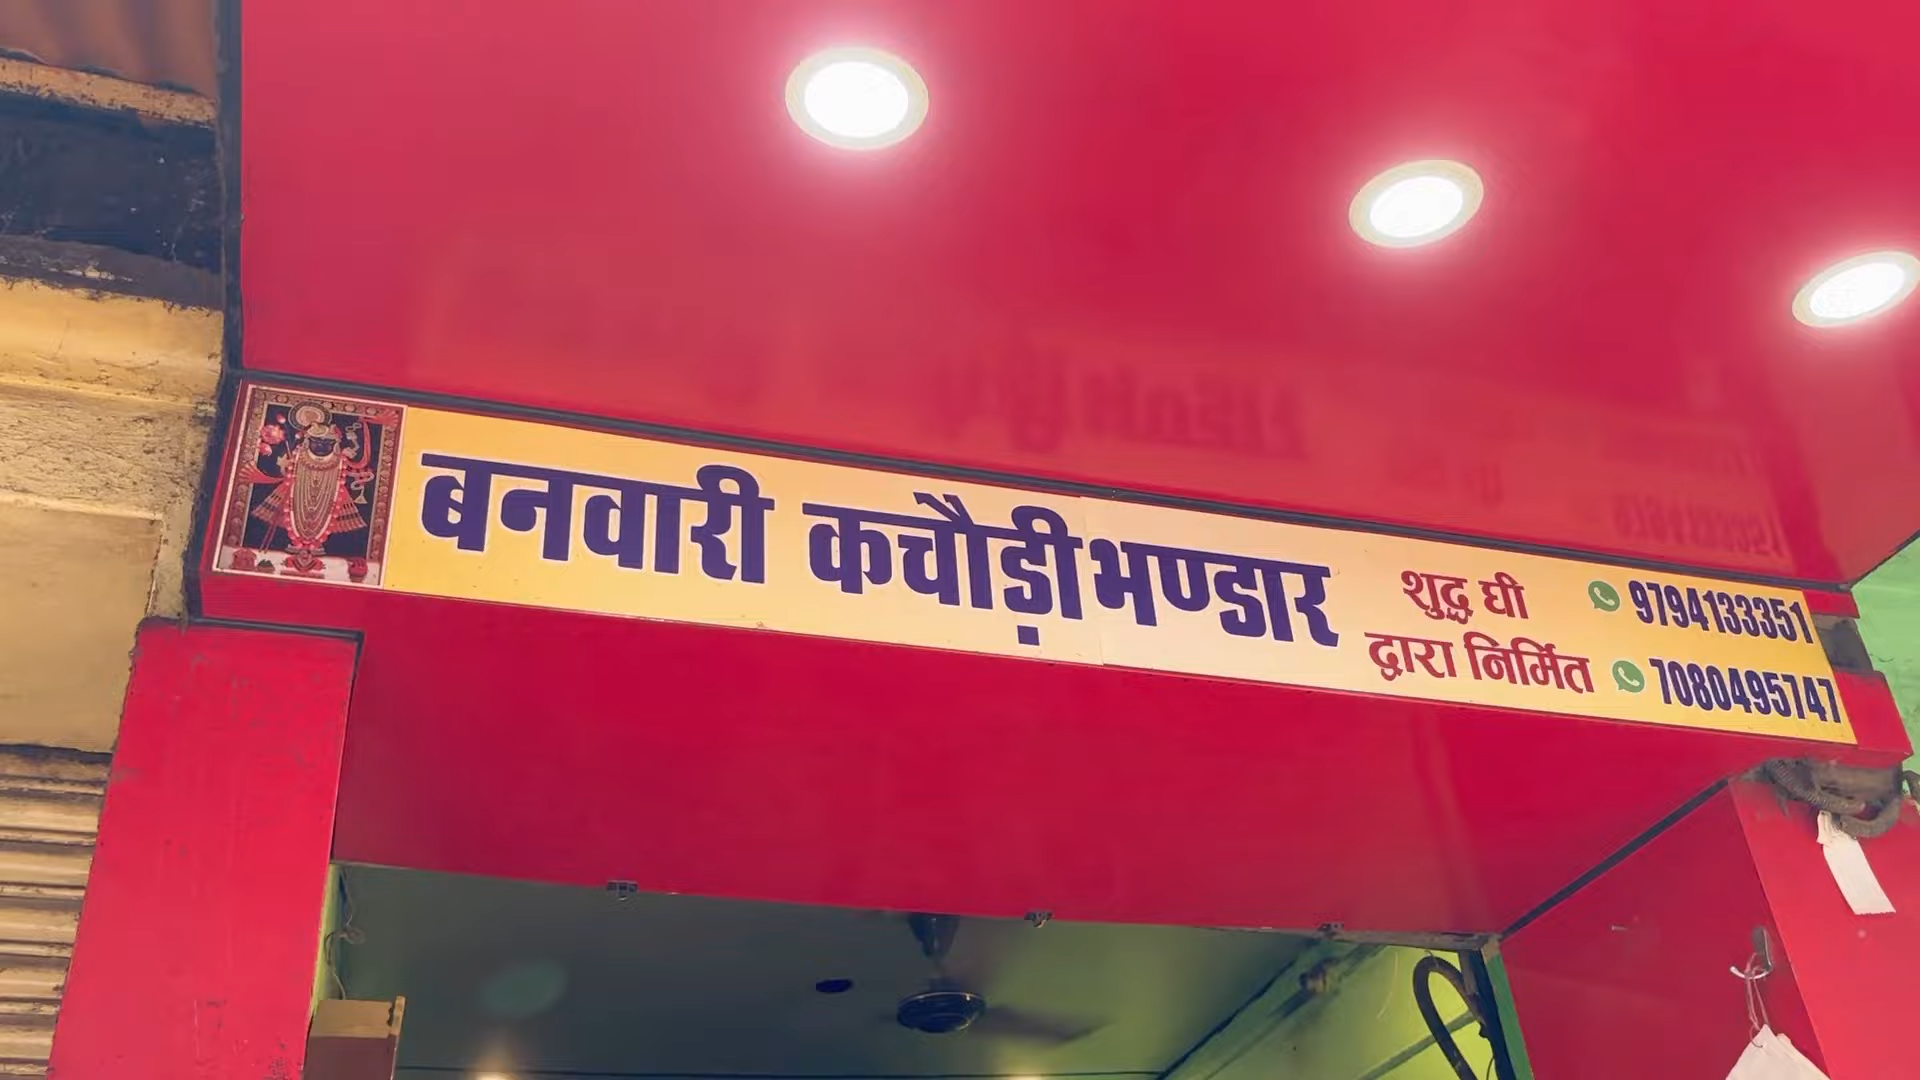 बनवारी कचौड़ी भण्डार
शुद्ध घी
द्वारा निर्मित
9794133351
7080495747